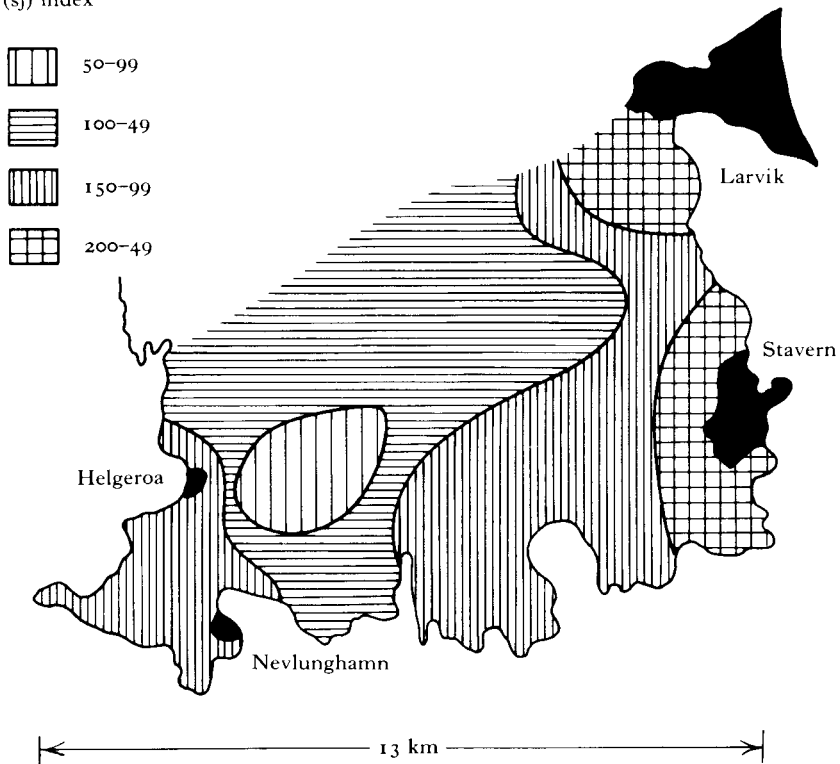 (sj) index
50–99
100–49
150–99
200–49
Larvik
Stavern
Helgeroa
Nevlunghamn
13 km